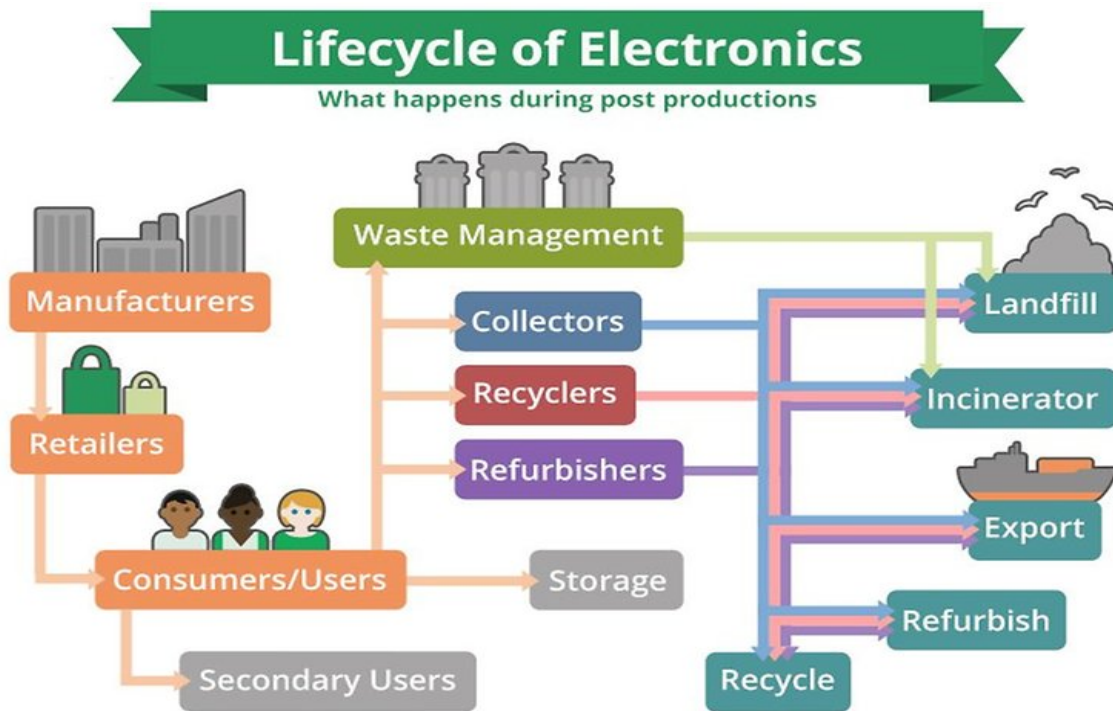 Lifecycle of Electronics
What happens during post productions
Waste Management
Manufacturers
Landfill
Collectors
Recyclers
Incinerator
Retailers
Refurbishers
Export
Consumers/Users
Storage
Refurbish
Secondary Users
Recycle